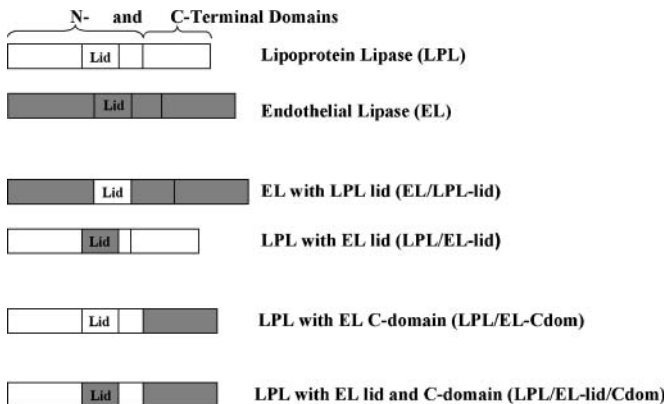 N- and C-Terminal Domains
Lid Lipoprotein Lipase (LPL)
Lid Endothelial Lipase (EL)
Lid EL with LPL lid (EL/LPL-lid)
Lid LPL with EL lid (LPL/EL-lid)
Lid LPL with EL C-domain (LPL/EL-Cdom)
Lid LPL with EL lid and C-domain (LPL/EL-lid/Cdom)